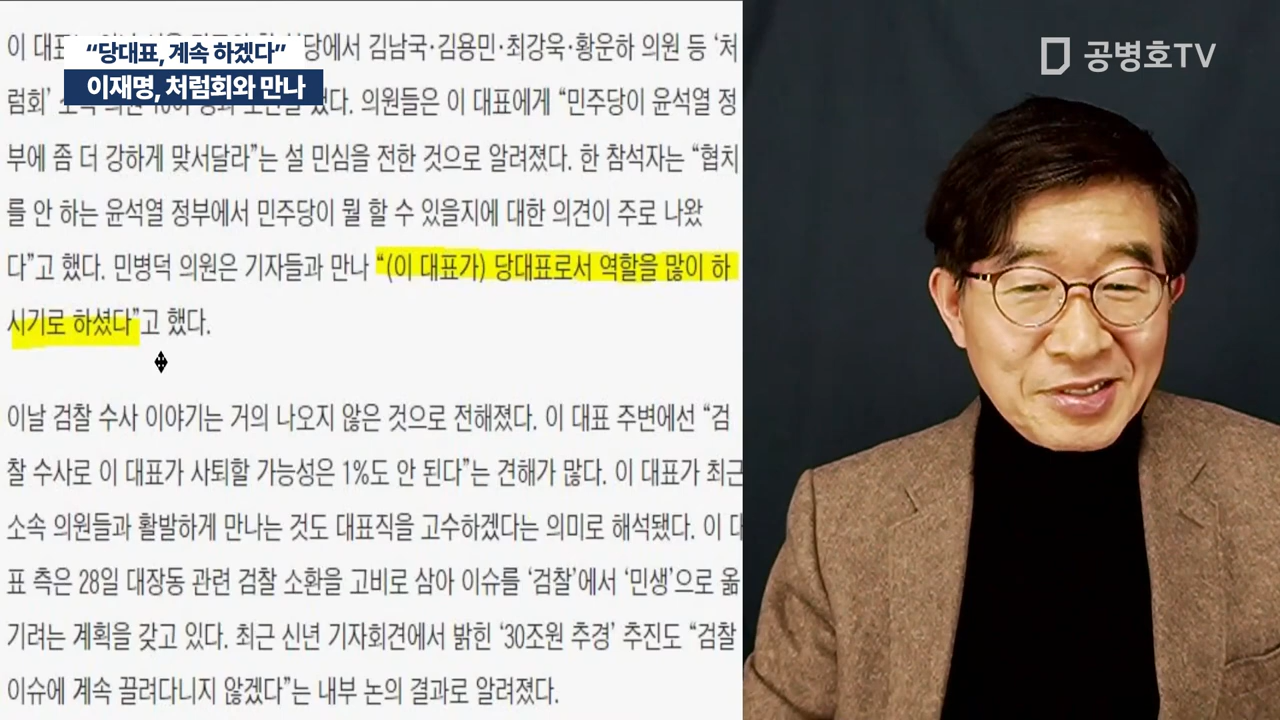 “당대표, 계속 하겠다”
이재명, 처럼회와 만나
공병호TV
이 대표
당에서 김남국·김용민·최강욱·황운하 의원 등 ‘처
럼회’
의원들은 이 대표에게 “민주당이 윤석열 정
부에 좀 더 강하게 맞서달라”는 설 민심을 전한 것으로 알려졌다. 한 참석자는 “협치
를 안 하는 윤석열 정부에서 민주당이 뭘 할 수 있을지에 대한 의견이 주로 나왔
다”고 했다. 민병덕 의원은 기자들과 만나 “(이 대표가) 당대표로서 역할을 많이 하
시기로 하셨다”고 했다.
이날 검찰 수사 이야기는 거의 나오지 않은 것으로 전해졌다. 이 대표 주변에선 “검
찰 수사로 이 대표가 사퇴할 가능성은 1%도 안 된다”는 견해가 많다. 이 대표가 최근
소속 의원들과 활발하게 만나는 것도 대표직을 고수하겠다는 의미로 해석됐다. 이 대
표 측은 28일 대장동 관련 검찰 소환을 고비로 삼아 이슈를 ‘검찰’에서 ‘민생’으로 옮
기려는 계획을 갖고 있다. 최근 신년 기자회견에서 밝힌 ‘30조원 추경’ 추진도 “검찰
이슈에 계속 끌려다니지 않겠다”는 내부 논의 결과로 알려졌다.